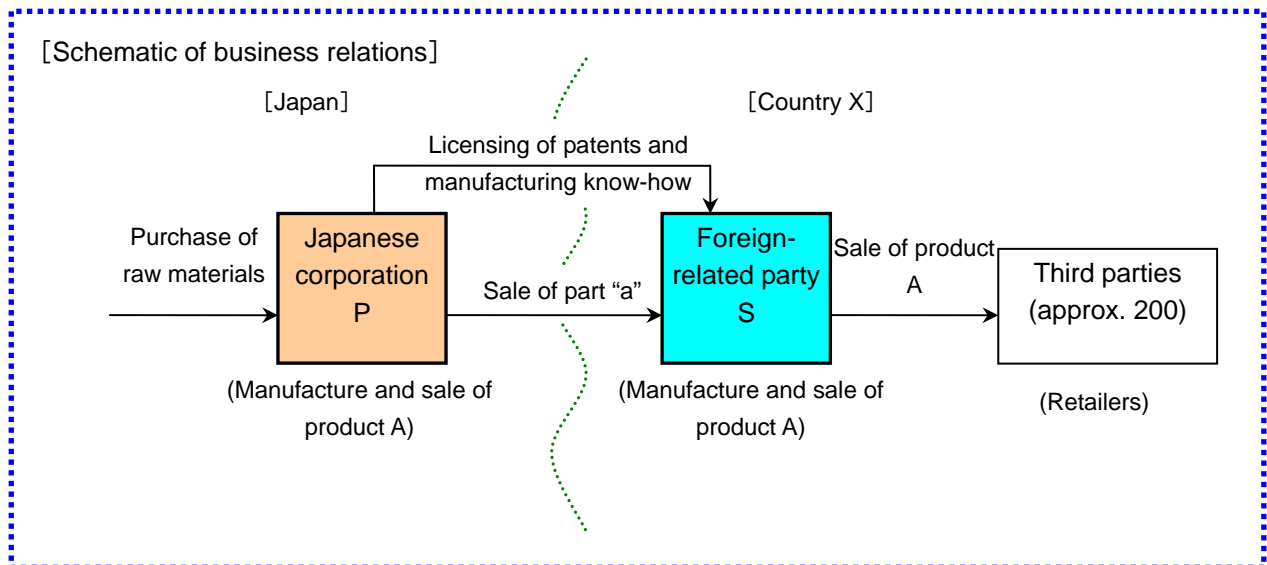 [Schematic of business relations]
[Japan]
[Country X]
Licensing of patents and
manufacturing know-how
Purchase of
raw materials
Japanese
corporation
P
Sale of part “a”
Foreign-
related party
S
Sale of product
A
Third parties
(approx. 200)
(Manufacture and sale of
product A)
(Manufacture and sale of
product A)
(Retailers)